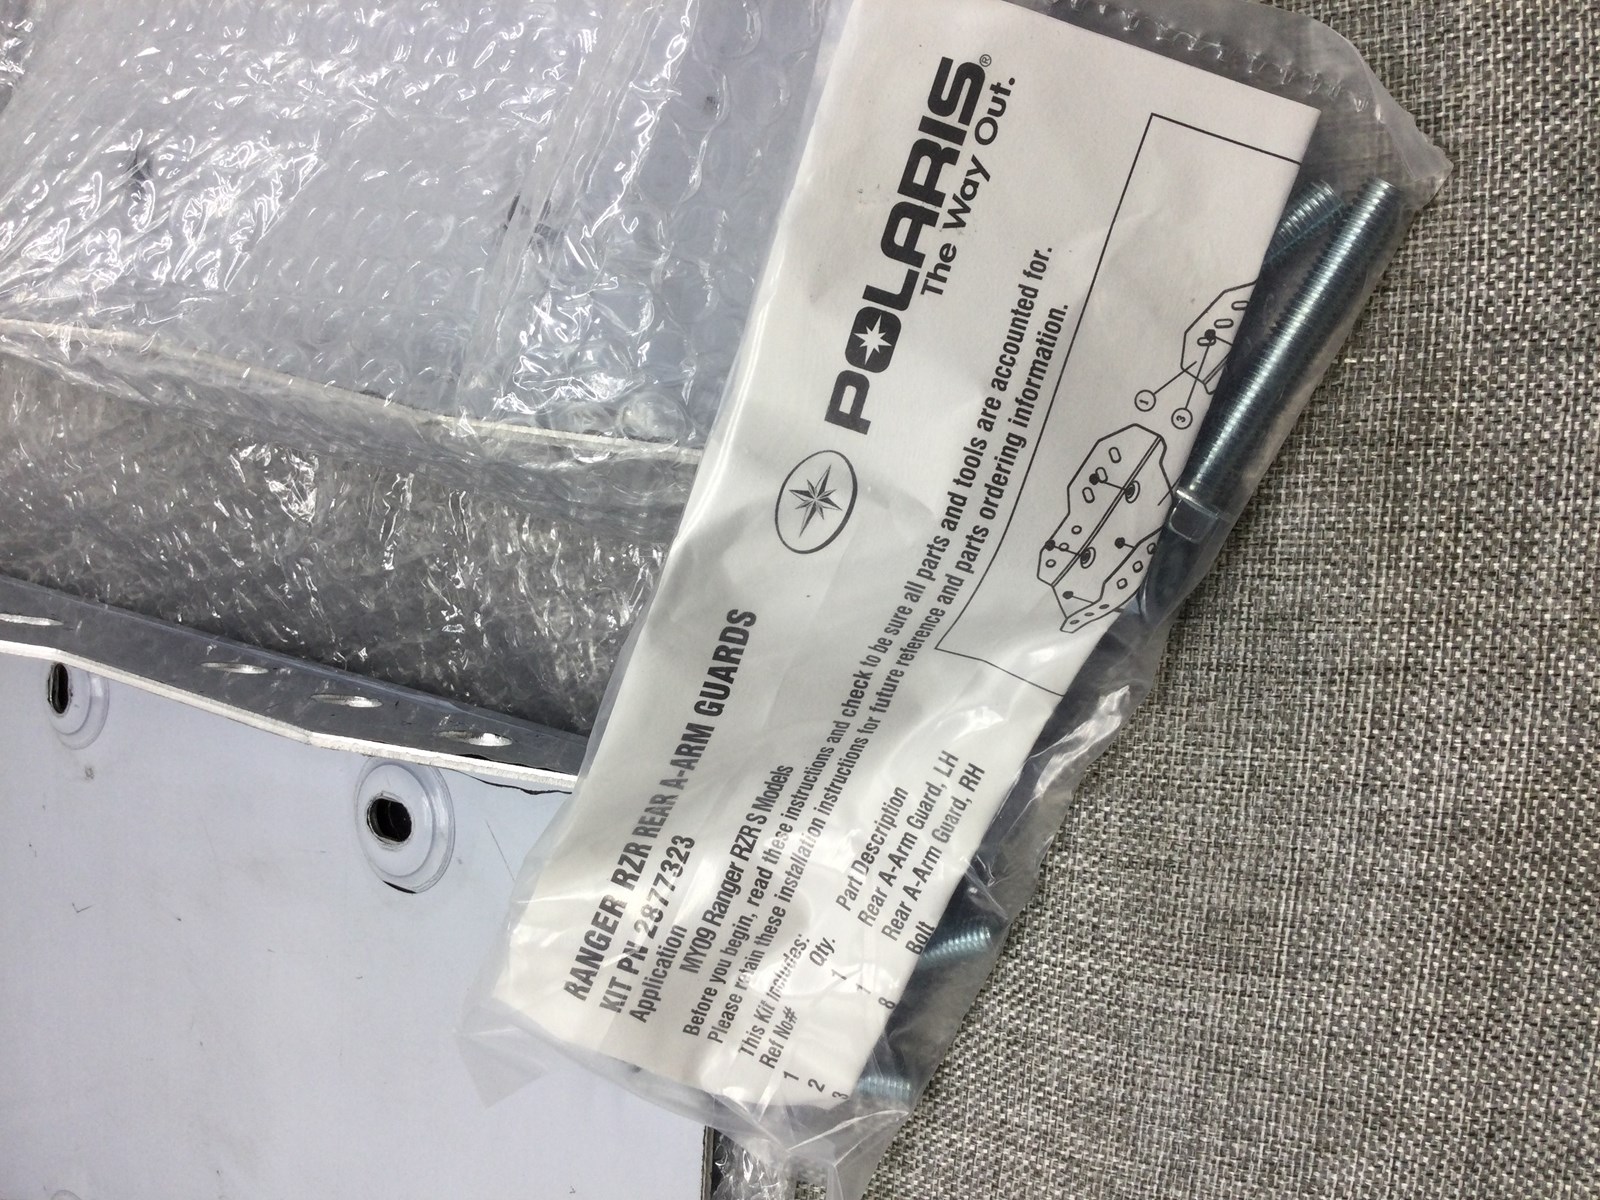 POLARIS®
The Way Out.
RANGER RZR REAR A-ARM GUARDS
KIT PN 2877323
Application
MY09 Ranger RZR S Models
Before you begin, read these instructions and check to be sure all parts and tools are accounted for.
Please retain these installation instructions for future reference and parts ordering information.
This Kit Includes:
Ref No# Qty. Part Description
1 1 Rear A-Arm Guard, LH
2 1 Rear A-Arm Guard, RH
3 8 Bolt
1
3